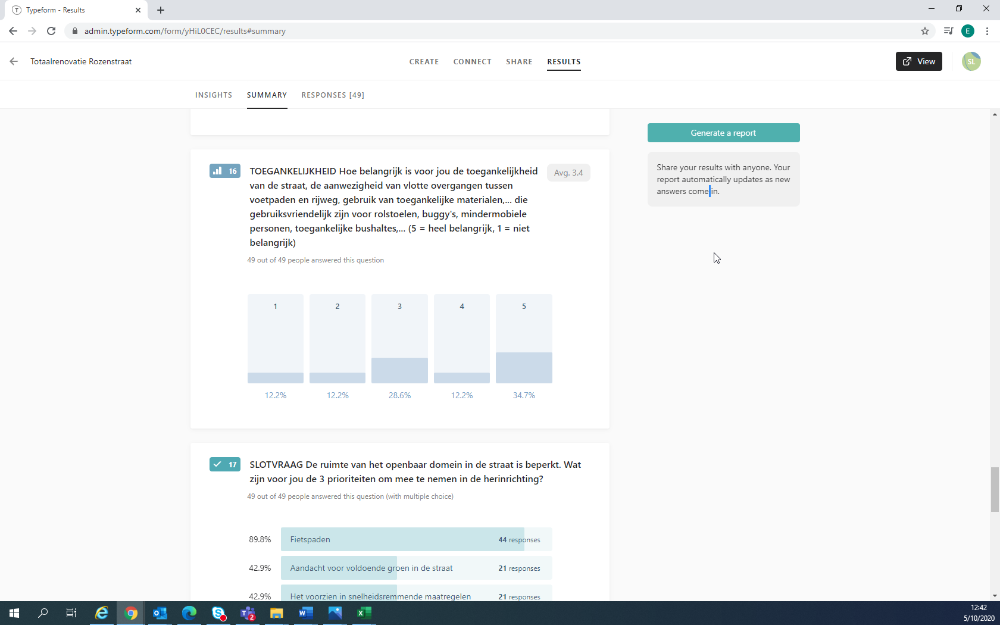 Typeform - Results
admin.typeform.com/form/yHiL0CEC/results#summary
E
Totaalrenovatie Rozenstraat
CREATE CONNECT SHARE RESULTS
View
SL
INSIGHTS SUMMARY RESPONSES [49]
Generate a report
Share your results with anyone. Your
report automatically updates as new
answers come in.
16
TOEGANKELIJKHEID Hoe belangrijk is voor jou de toegankelijkheid
van de straat, de aanwezigheid van vlotte overgangen tussen
voetpaden en rijweg, gebruik van toegankelijke materialen,... die
gebruiksvriendelijk zijn voor rolstoelen, buggy's, mindermobiele
personen, toegankelijke bushaltes,... (5 = heel belangrijk, 1 = niet
belangrijk)
Avg. 3.4
49 out of 49 people answered this question
1 2 3 4 5
12.2% 12.2% 28.6% 12.2% 34.7%
17
SLOTVRAAG De ruimte van het openbaar domein in de straat is beperkt. Wat
zijn voor jou de 3 prioriteiten om mee te nemen in de herinrichting?
49 out of 49 people answered this question (with multiple choice)
89.8% Fietspaden 44 responses
42.9% Aandacht voor voldoende groen in de straat 21 responses
42.9% Het voorzien in snelheidsremmende maatregelen 21 responses
2
12:42
5/10/2020